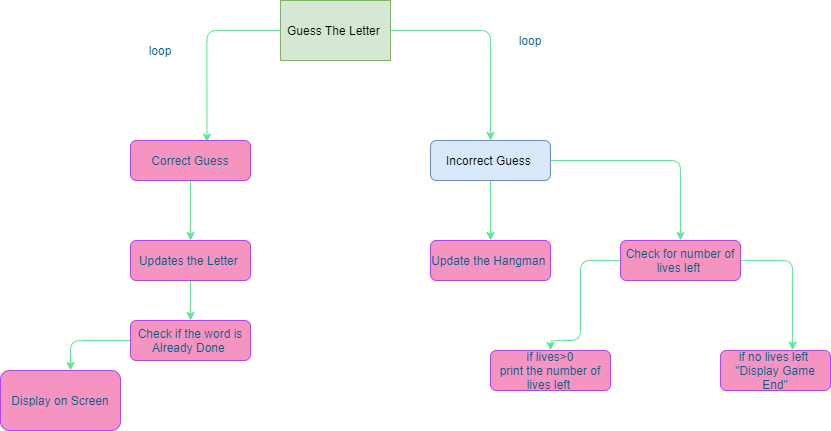 Guess The Letter
loop
loop
Correct Guess
Incorrect Guess
Updates the Letter
Update the Hangman
Check for number of
lives left
Check if the word is
Already Done
if lives>0
print the number of
lives left
if no lives left
"Display Game
End"
Display on Screen